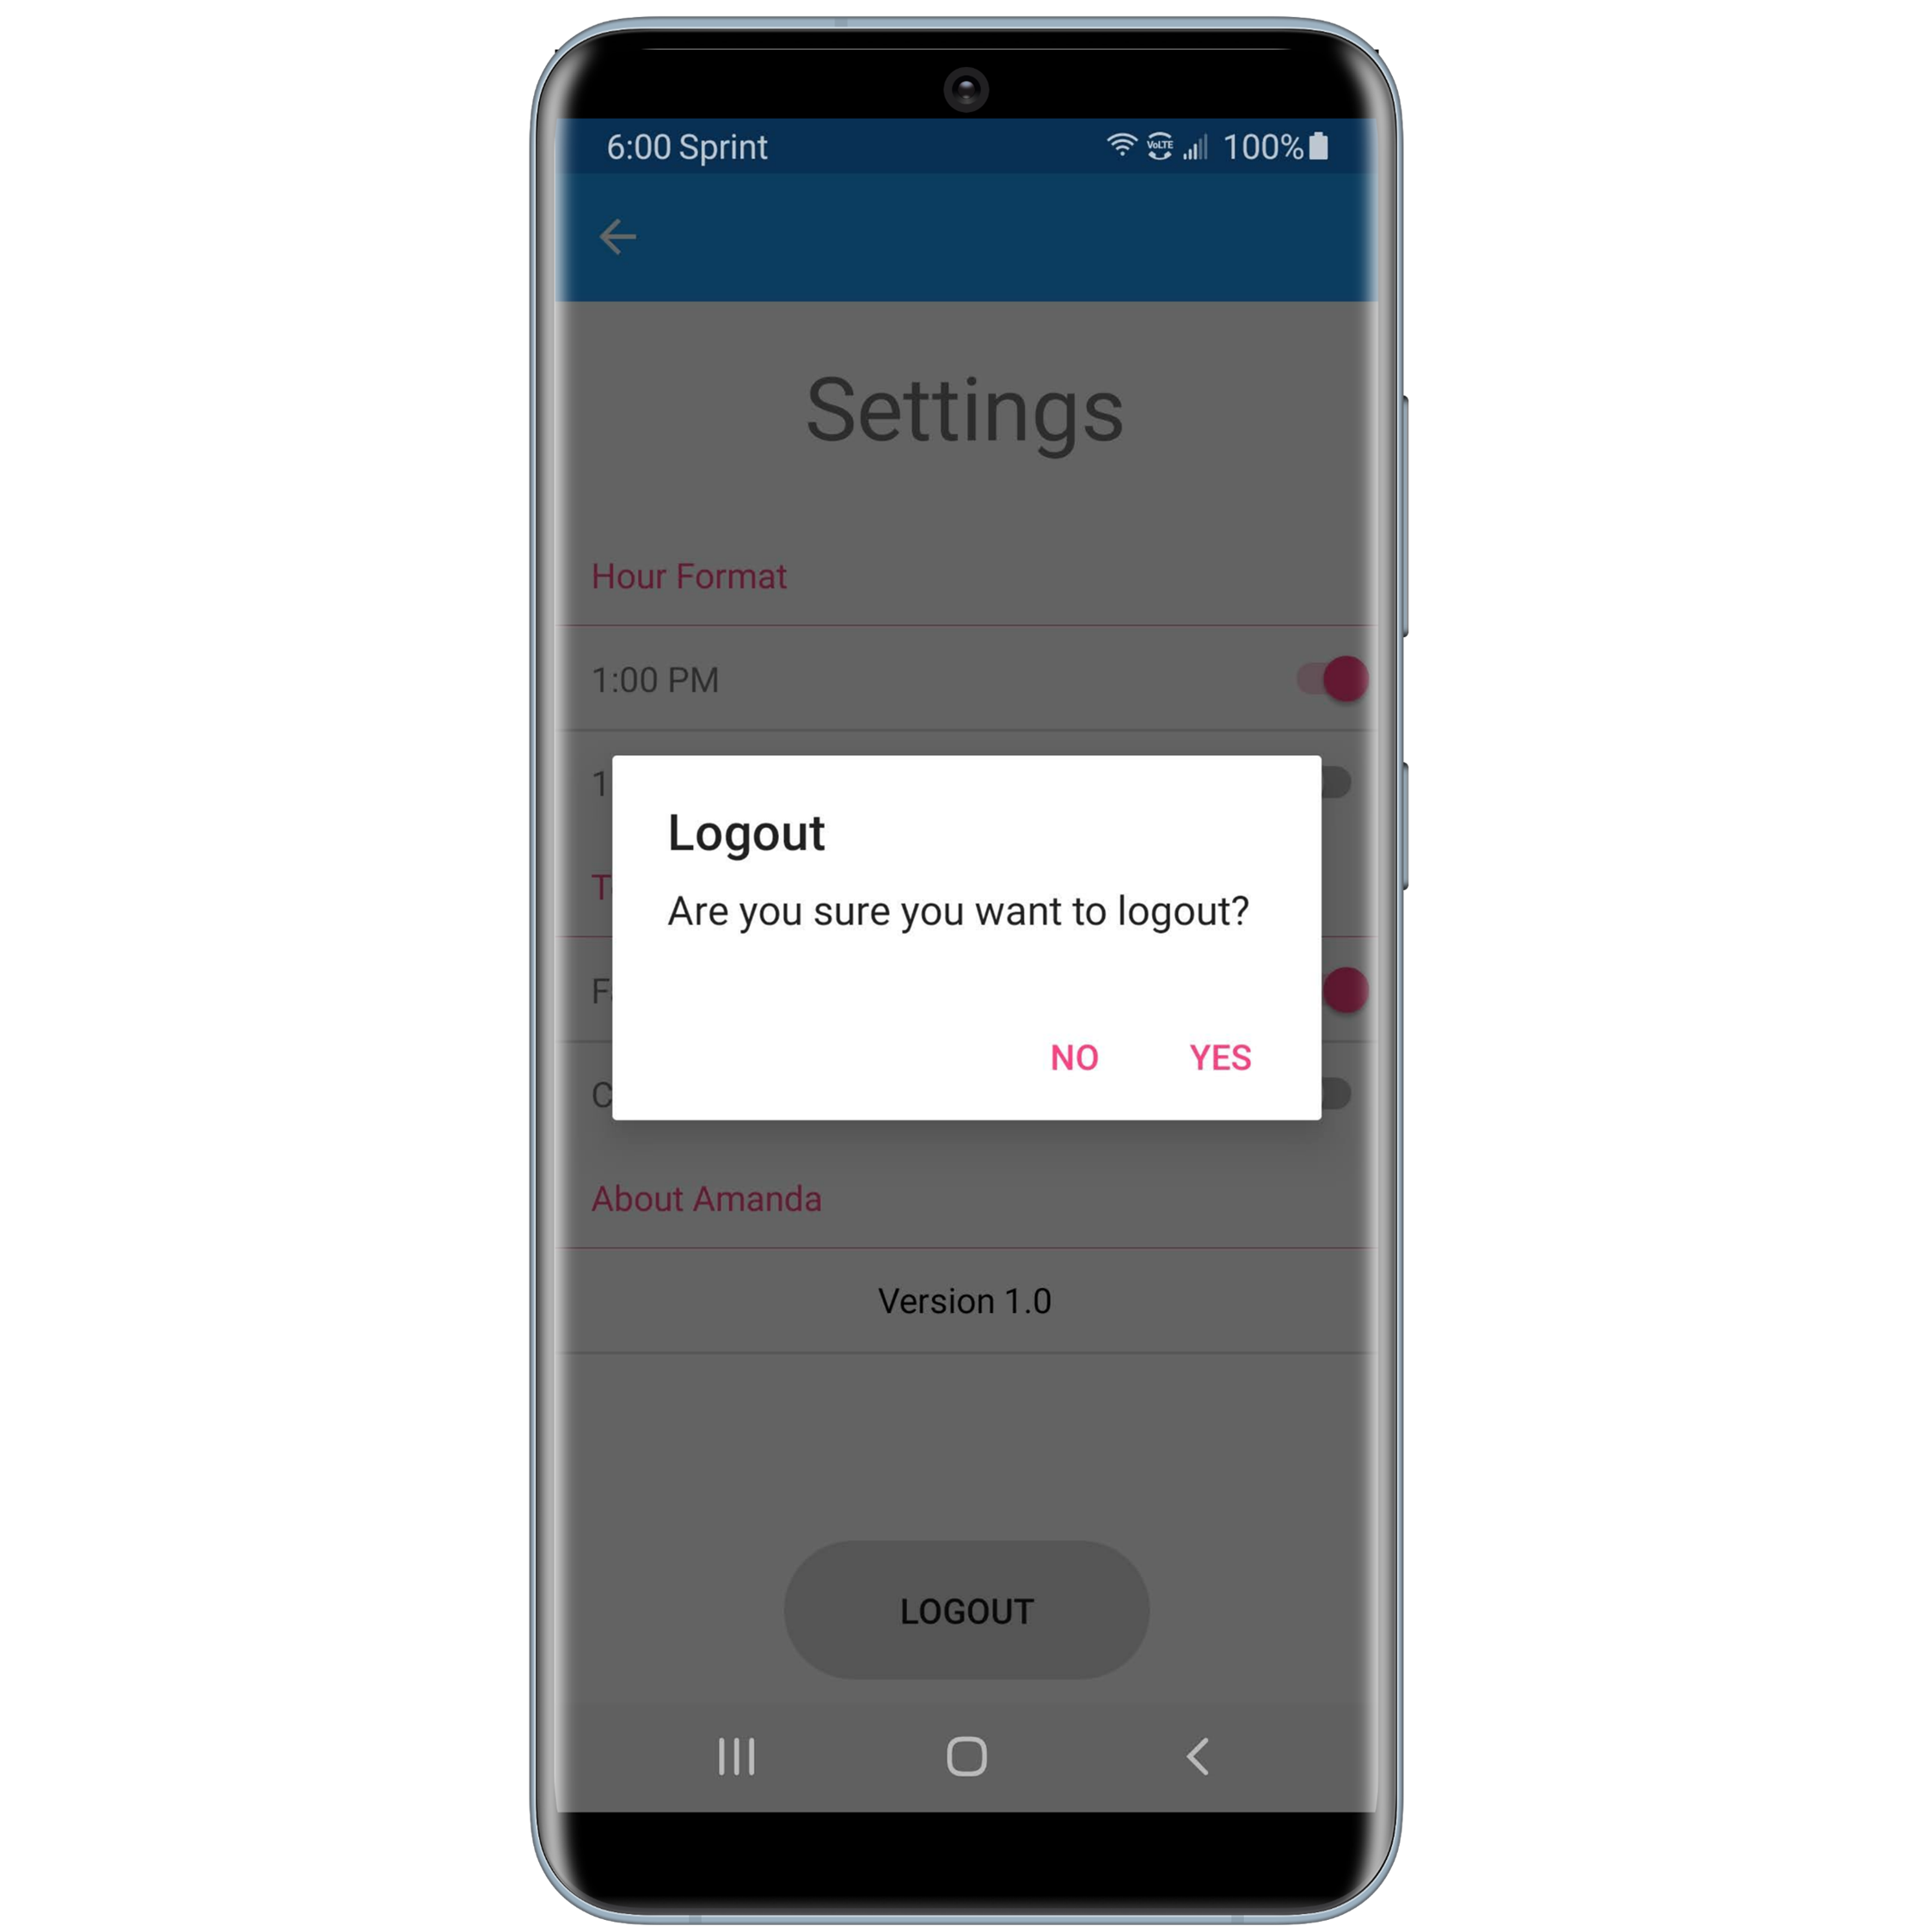 6:00 Sprint VoLTE 100%
Settings
Hour Format
1:00 PM
Logout
Are you sure you want to logout?
NO YES
About Amanda
Version 1.0
LOGOUT